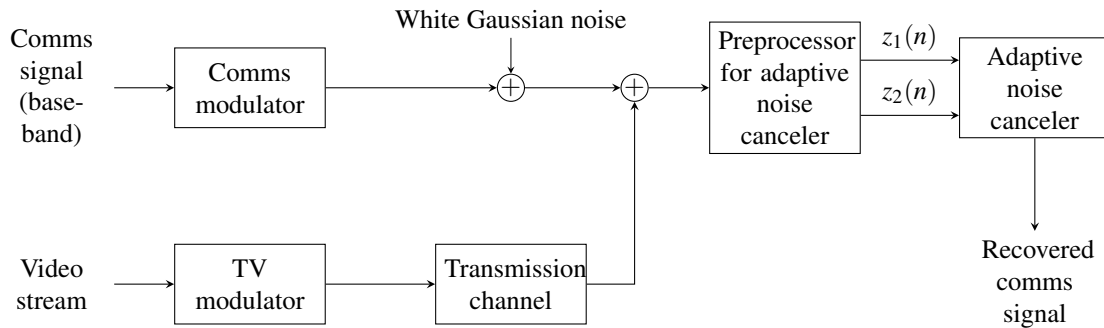 White Gaussian noise
Comms
signal
(base-
band)
Comms
modulator
+
+
Preprocessor
for adaptive
noise
canceler
z1(n)
z2(n)
Adaptive
noise
canceler
Video
stream
TV
modulator
Transmission
channel
Recovered
comms
signal